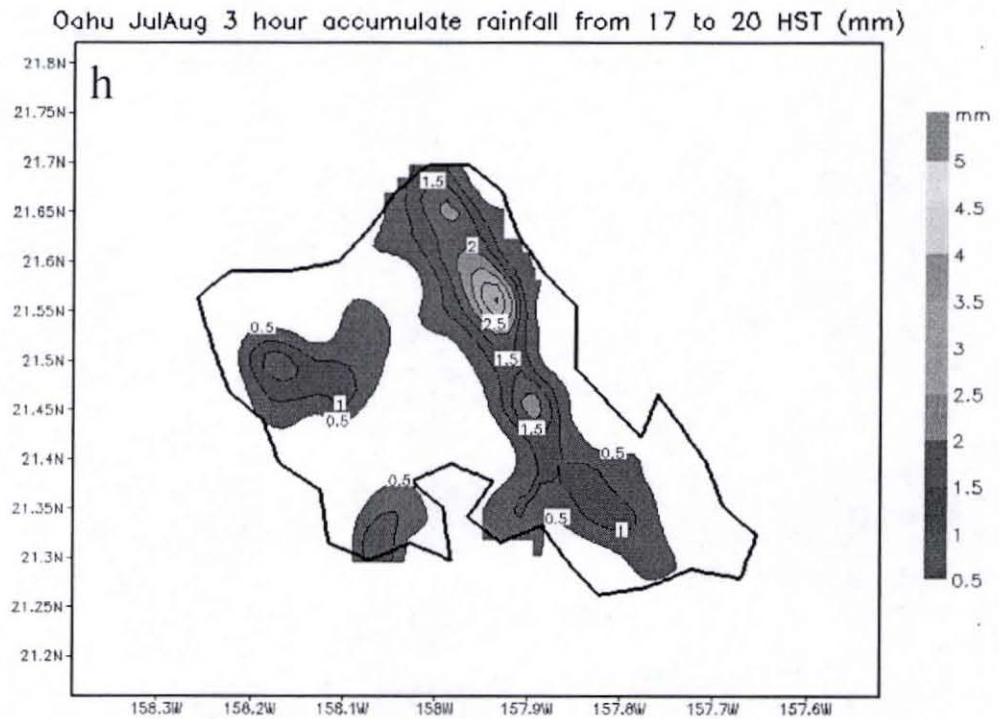 Oahu JulAug 3 hour accumulate rainfall from 17 to 20 HST (mm)
h
21.8N
21.75N
21.7N
21.65N
21.6N
21.55N
21.5N
21.45N
21.4N
21.35N
21.3N
21.25N
21.2N
158.3W
158.2W
158.1W
158W
157.9W
157.8W
157.7W
157.6W
1.5
2
2.5
1.5
1.5
0.5
1
0.5
0.5
0.5
0.5
1
mm
5
4.5
4
3.5
3
2.5
2
1.5
1
0.5